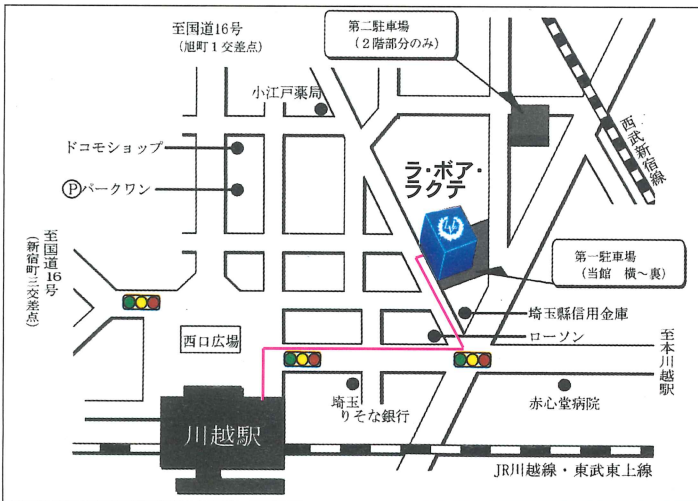 至国道16号
(旭町1交差点)
第二駐車場
(2階部分のみ)
小江戸薬局
西武新宿線
ドコモショップ
Ⓟパークワン
ラ・ボア・
ラクテ
至国道16号
(新宿町三交差点)
第一駐車場
(当館 横〜裏)
埼玉縣信用金庫
ローソン
西口広場
至本川越駅
埼玉
りそな銀行
赤心堂病院
川越駅
JR川越線・東武東上線